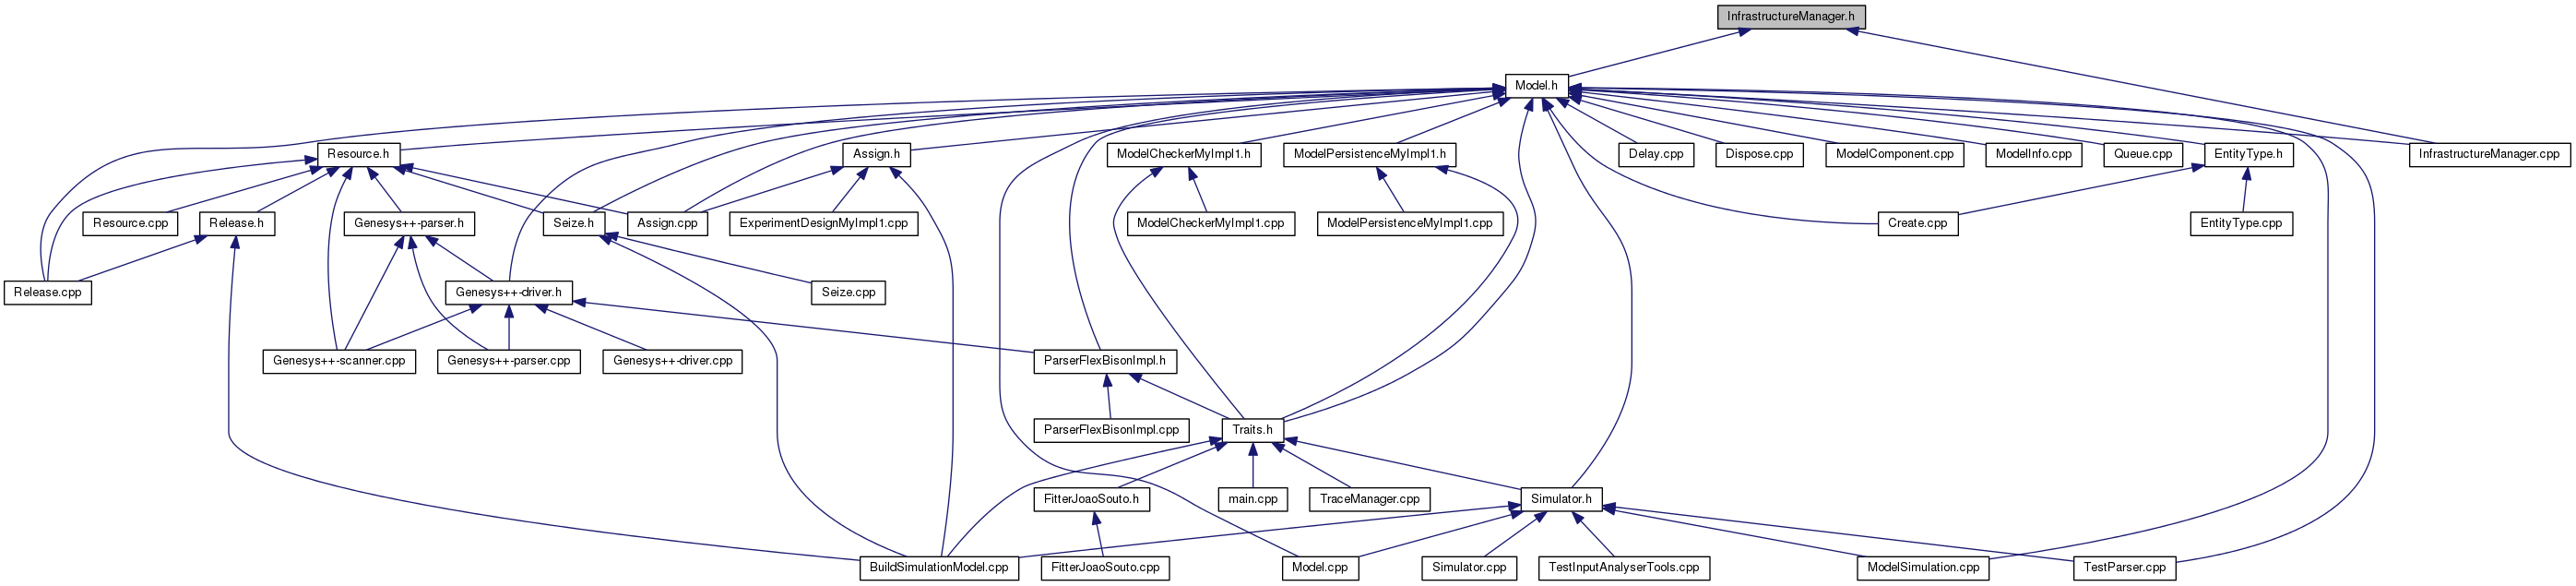 InfrastructureManager.h
Model.h
Resource.h
Assign.h
ModelCheckerMyImpl1.h
ModelPersistenceMyImpl1.h
Delay.cpp
Dispose.cpp
ModelComponent.cpp
ModelInfo.cpp
Queue.cpp
EntityType.h
InfrastructureManager.cpp
Resource.cpp
Release.h
Genesys++-parser.h
Seize.h
Assign.cpp
ExperimentDesignMyImpl1.cpp
ModelCheckerMyImpl1.cpp
ModelPersistenceMyImpl1.cpp
Create.cpp
EntityType.cpp
Release.cpp
Genesys++-driver.h
Seize.cpp
Genesys++-scanner.cpp
Genesys++-parser.cpp
Genesys++-driver.cpp
ParserFlexBisonImpl.h
ParserFlexBisonImpl.cpp
Traits.h
FitterJoaoSouto.h
main.cpp
TraceManager.cpp
Simulator.h
BuildSimulationModel.cpp
FitterJoaoSouto.cpp
Model.cpp
Simulator.cpp
TestInputAnalyserTools.cpp
ModelSimulation.cpp
TestParser.cpp